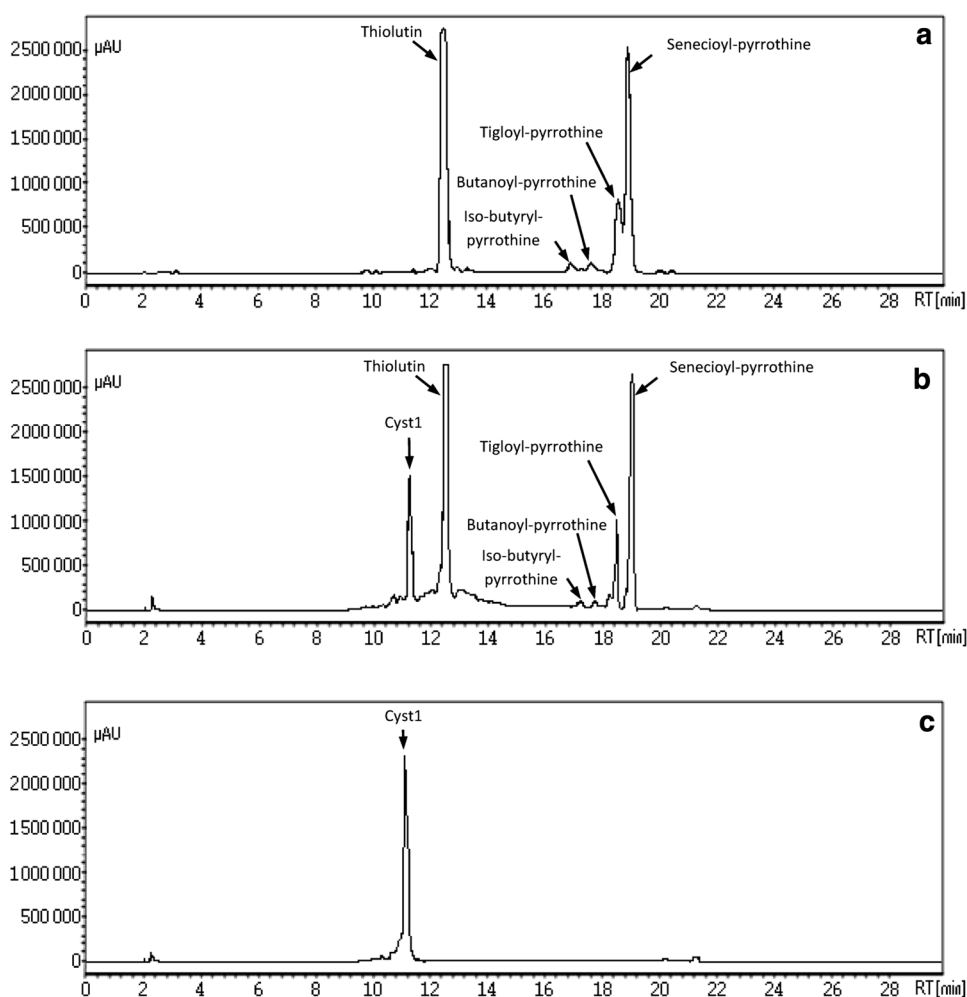 a
Thiolutin
Senecioyl-pyrrothine
2500 000 µAU
2000 000
Tigloyl-pyrrothine
1500 000
Butanoyl-pyrrothine
1000 000
Iso-butyryl-
pyrrothine
500 000
0
0 2 4 6 8 10 12 14 16 18 20 22 24 26 28 RT [min]
b
Thiolutin
Senecioyl-pyrrothine
2500 000 µAU
Cyst1
2000 000
Tigloyl-pyrrothine
1500 000
Butanoyl-pyrrothine
1000 000
Iso-butyryl-
pyrrothine
500 000
0
0 2 4 6 8 10 12 14 16 18 20 22 24 26 28 RT [min]
c
Cyst1
2500 000 µAU
2000 000
1500 000
1000 000
500 000
0
0 2 4 6 8 10 12 14 16 18 20 22 24 26 28 RT [min]